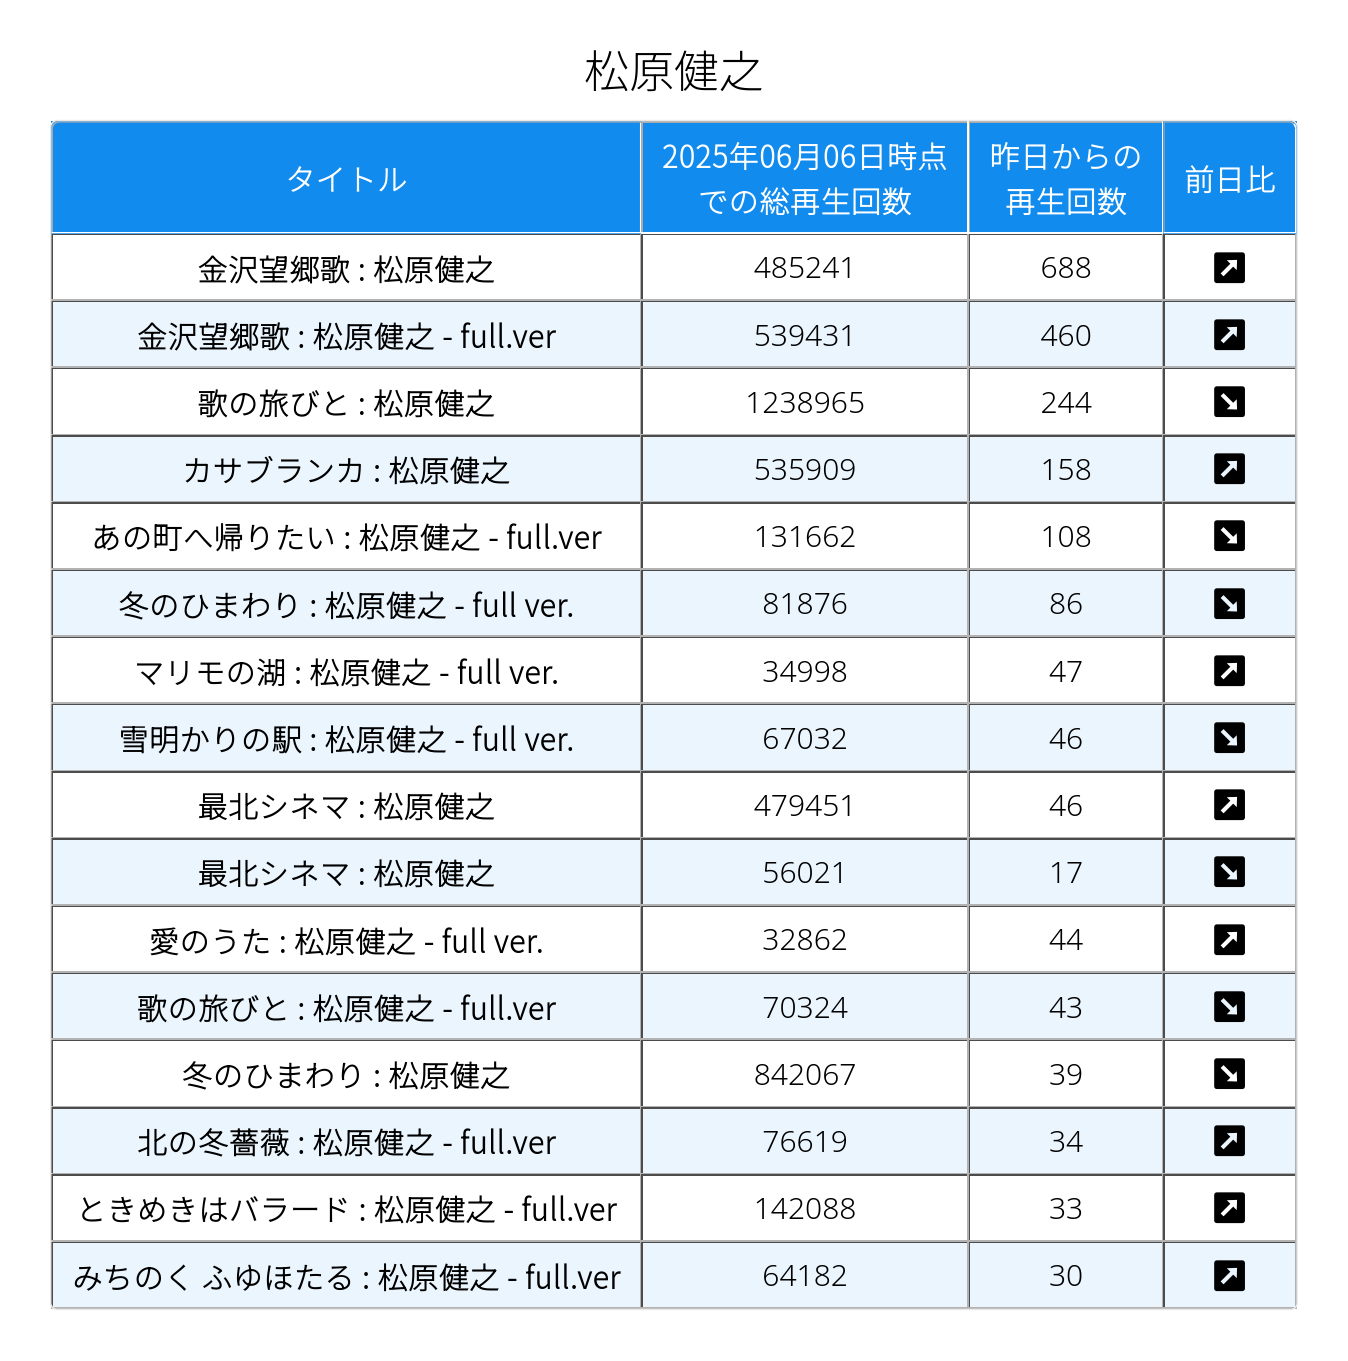 松原健之
タイトル
2025年06月06日時点
での総再生回数
昨日からの
再生回数
前日比
金沢望郷歌 : 松原健之 485241 688 ↗
金沢望郷歌 : 松原健之 - full.ver 539431 460 ↗
歌の旅びと : 松原健之 1238965 244 ↘
カサブランカ : 松原健之 535909 158 ↗
あの町へ帰りたい : 松原健之 - full.ver 131662 108 ↘
冬のひまわり : 松原健之 - full ver. 81876 86 ↘
マリモの湖 : 松原健之 - full ver. 34998 47 ↗
雪明かりの駅 : 松原健之 - full ver. 67032 46 ↘
最北シネマ : 松原健之 479451 46 ↗
最北シネマ : 松原健之 56021 17 ↘
愛のうた : 松原健之 - full ver. 32862 44 ↗
歌の旅びと : 松原健之 - full.ver 70324 43 ↘
冬のひまわり : 松原健之 842067 39 ↘
北の冬薔薇 : 松原健之 - full.ver 76619 34 ↗
ときめきはバラード : 松原健之 - full.ver 142088 33 ↗
みちのく ふゆほたる : 松原健之 - full.ver 64182 30 ↗